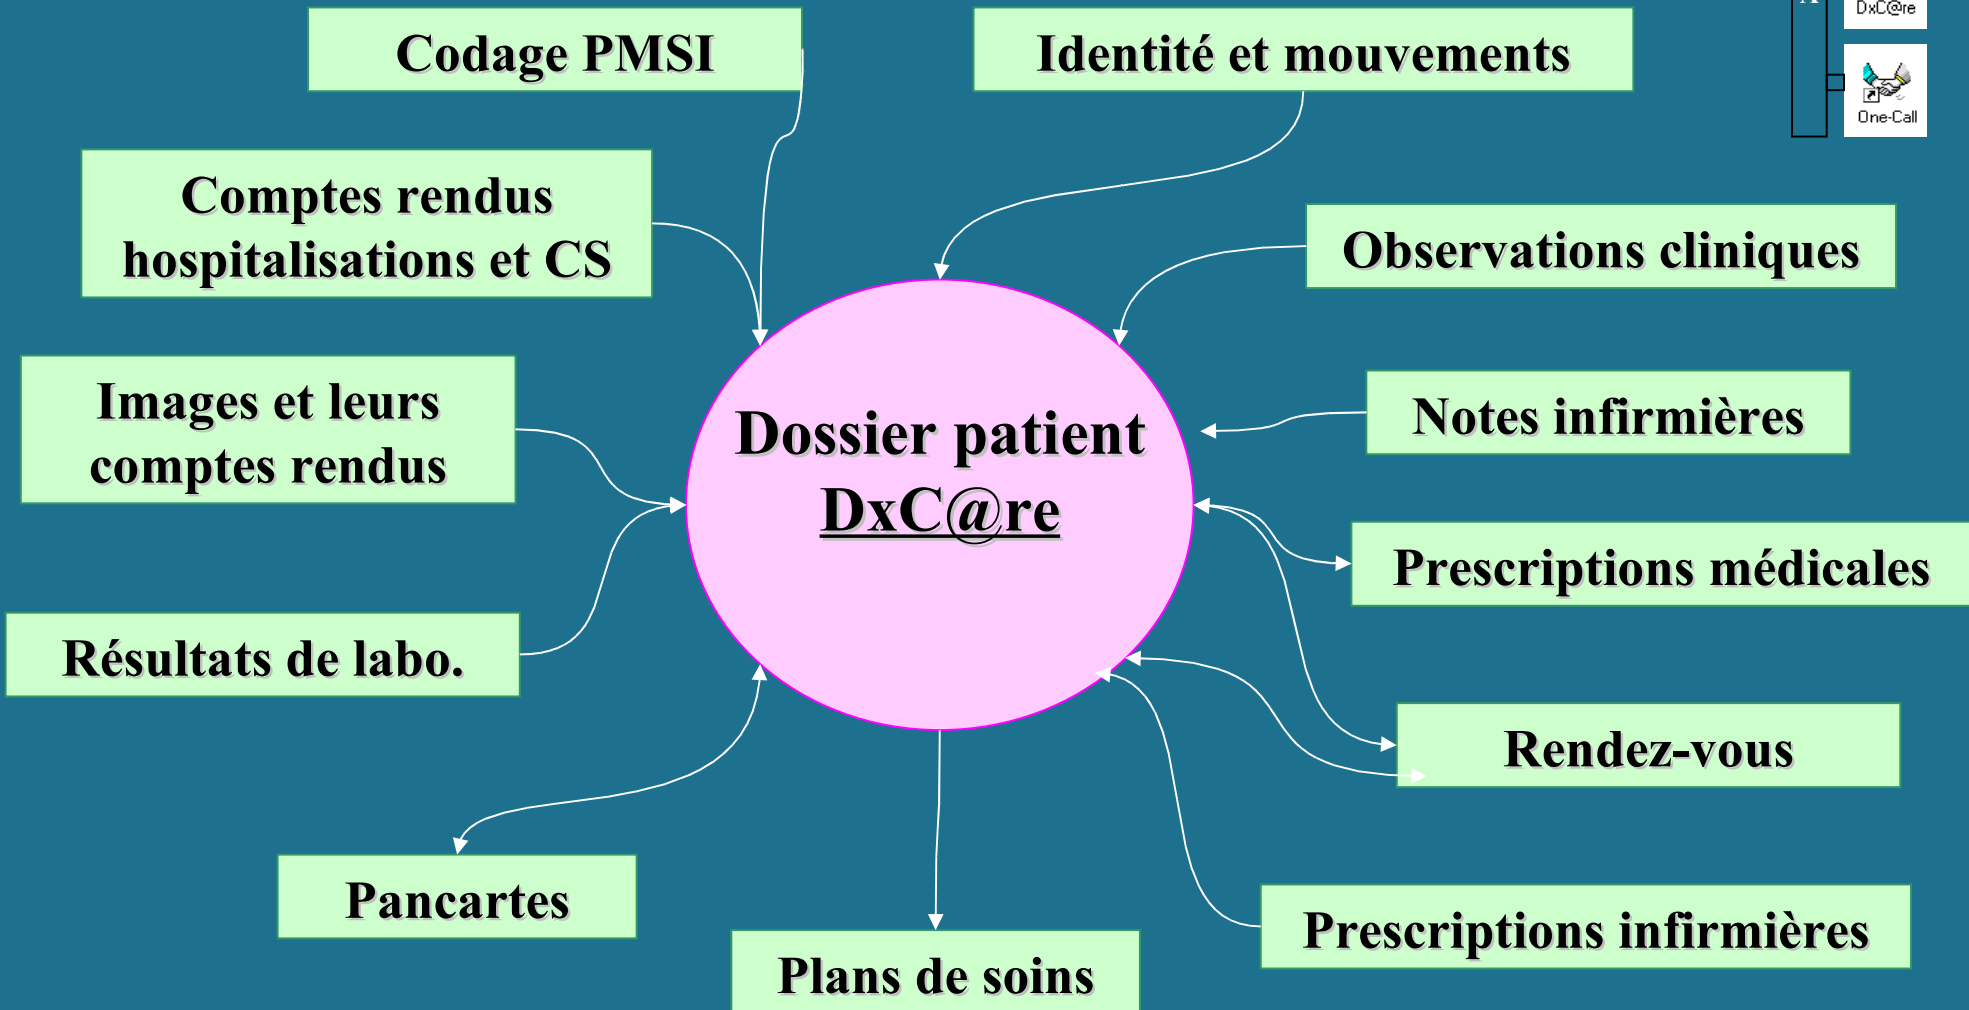 DxC@re
Codage PMSI
Identité et mouvements
One-Call
Comptes rendus
hospitalisations et CS
Observations cliniques
Images et leurs
comptes rendus
Notes infirmières
Dossier patient
DxC@re
Prescriptions médicales
Résultats de labo.
Rendez-vous
Pancartes
Prescriptions infirmières
Plans de soins